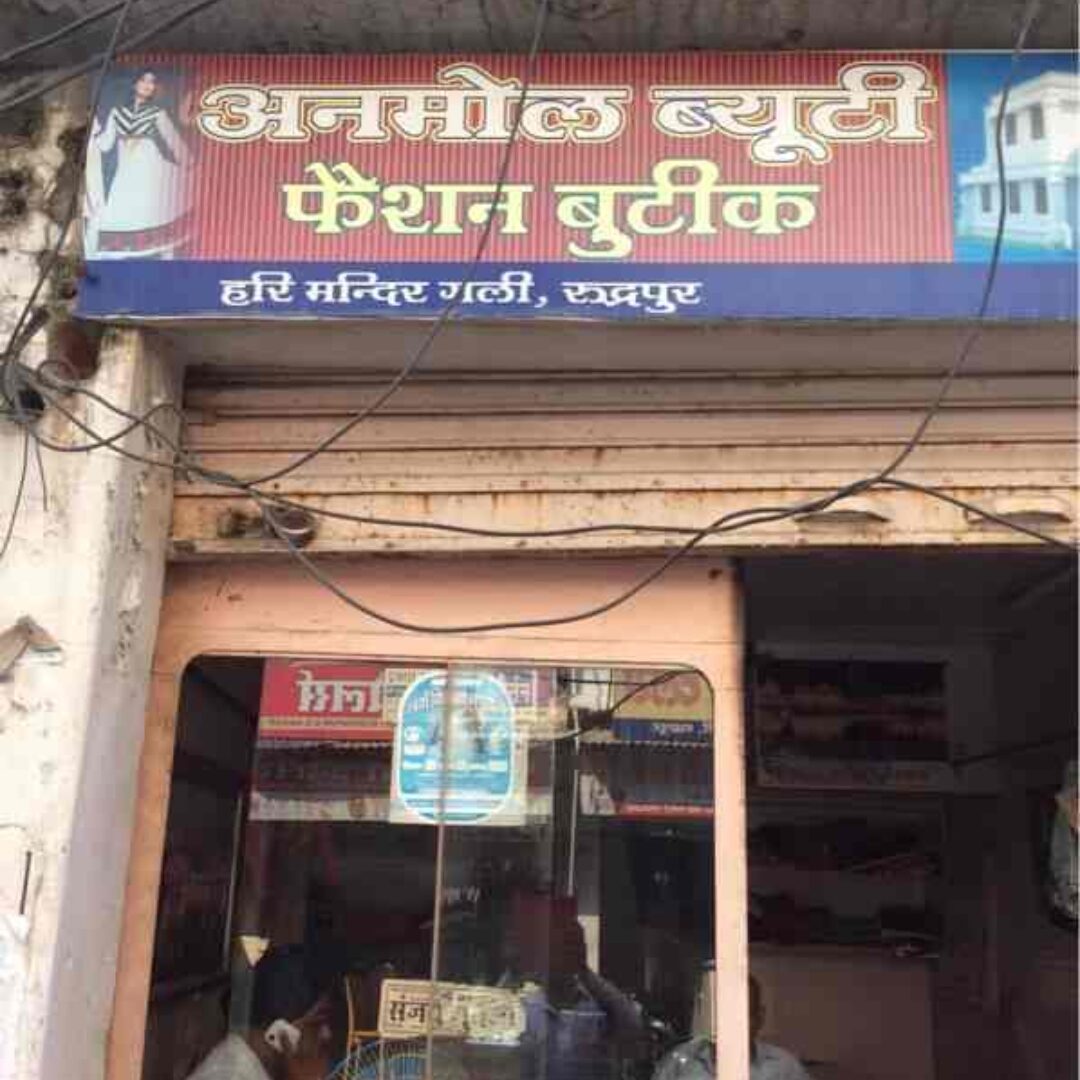 अनमोल ब्यूटी
फैशन बुटीक
हरि मन्दिर गली, रुद्रपुर